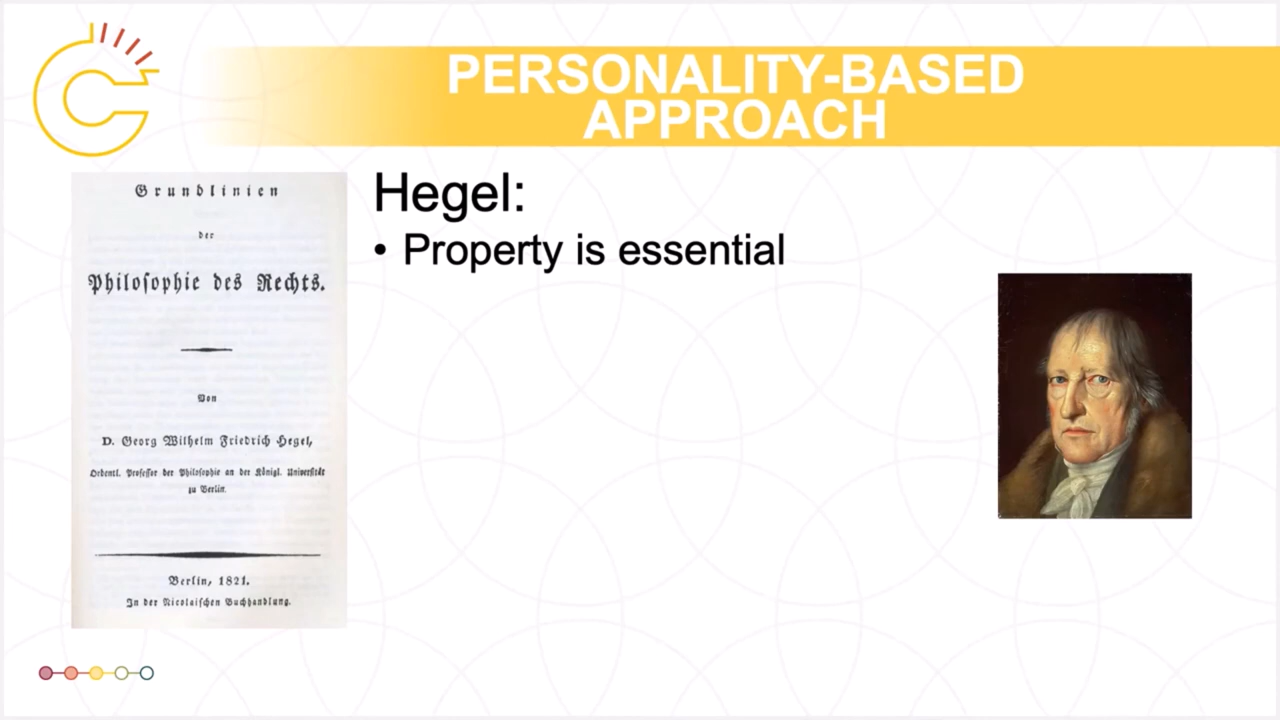 PERSONALITY-BASED
APPROACH
Grundlinien
der
Philoſophie des Rechts.
Von
D. Georg Wilhelm Friedrich Hegel,
Ordentl. Profeſſor der Philoſophie an der Königl. Univerſität
zu Berlin.
Berlin, 1821.
In der Nicolaiſchen Buchhandlung.
Hegel:
• Property is essential